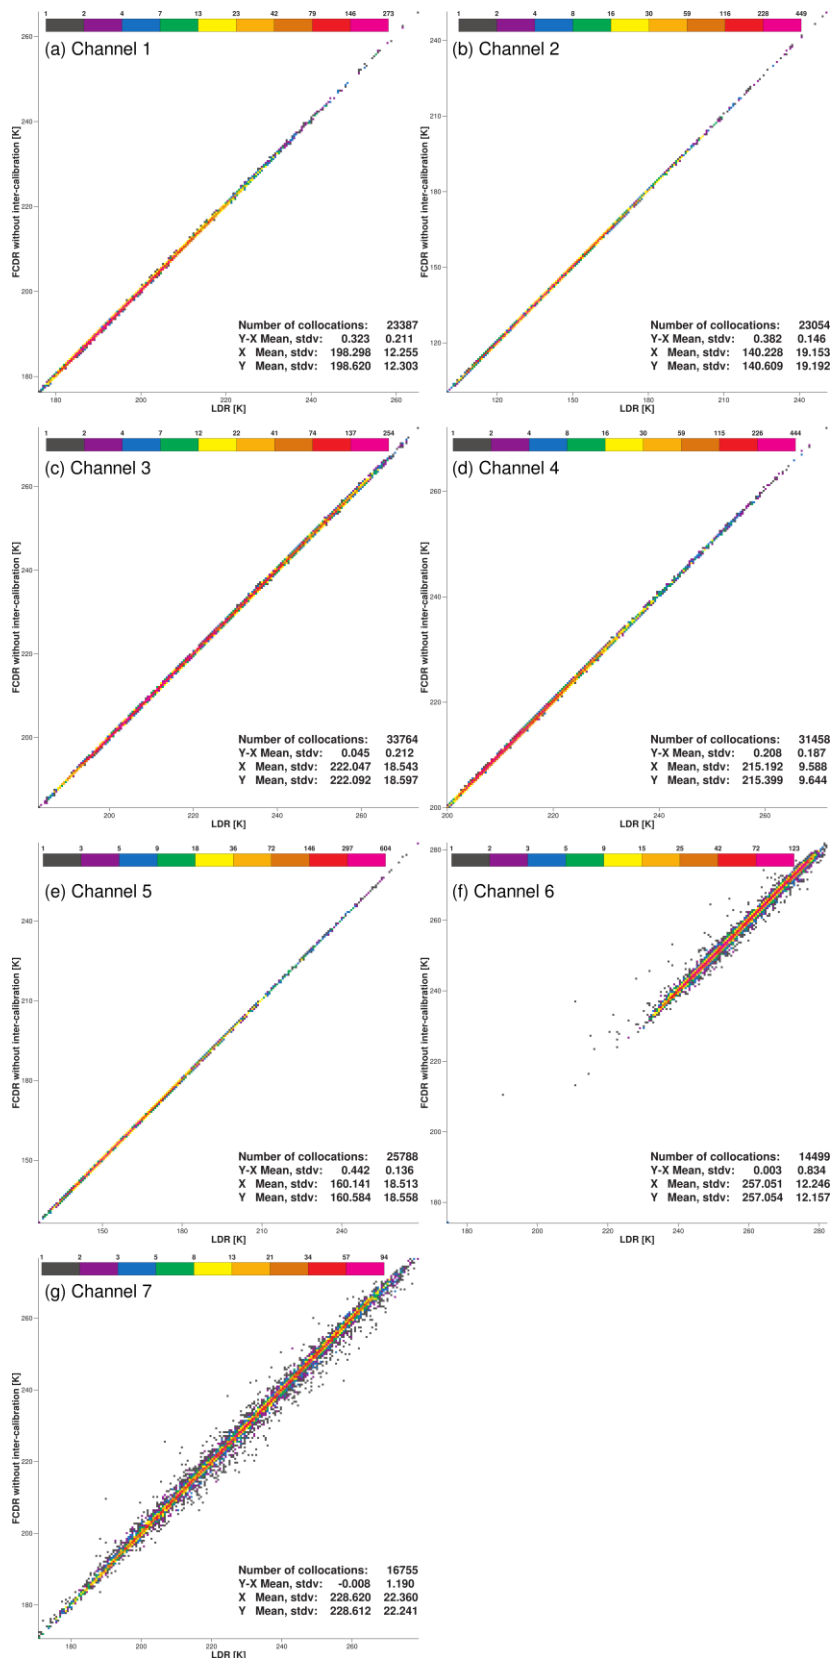 1 2 4 7 13 23 42 79 146 273
(a) Channel 1
FCDR without inter-calibration [K]
260
240
220
200
180
Number of collocations: 23387
Y-X Mean, stdv: 0.323 0.211
X Mean, stdv: 198.298 12.255
Y Mean, stdv: 198.620 12.303
180 200 220 240 260
LDR [K]
1 2 4 8 16 30 59 116 228 449
(b) Channel 2
FCDR without inter-calibration [K]
240
210
180
150
120
Number of collocations: 23054
Y-X Mean, stdv: 0.382 0.146
X Mean, stdv: 140.228 19.153
Y Mean, stdv: 140.609 19.192
120 150 180 210 240
LDR [K]
1 2 4 7 12 22 41 74 137 254
(c) Channel 3
FCDR without inter-calibration [K]
260
240
220
200
Number of collocations: 33764
Y-X Mean, stdv: 0.045 0.212
X Mean, stdv: 222.047 18.543
Y Mean, stdv: 222.092 18.597
200 220 240 260
LDR [K]
1 2 4 8 16 30 59 115 226 444
(d) Channel 4
FCDR without inter-calibration [K]
260
240
220
200
Number of collocations: 31458
Y-X Mean, stdv: 0.208 0.187
X Mean, stdv: 215.192 9.588
Y Mean, stdv: 215.399 9.644
200 220 240 260
LDR [K]
1 3 5 9 18 36 72 146 297 604
(e) Channel 5
FCDR without inter-calibration [K]
240
210
180
150
Number of collocations: 25788
Y-X Mean, stdv: 0.442 0.136
X Mean, stdv: 160.141 18.513
Y Mean, stdv: 160.584 18.558
150 180 210 240
LDR [K]
1 2 3 5 9 15 25 42 72 123
(f) Channel 6
FCDR without inter-calibration [K]
280
260
240
220
200
180
Number of collocations: 14499
Y-X Mean, stdv: 0.003 0.834
X Mean, stdv: 257.051 12.246
Y Mean, stdv: 257.054 12.157
180 200 220 240 260 280
LDR [K]
1 2 3 5 8 13 21 34 57 94
(g) Channel 7
FCDR without inter-calibration [K]
260
240
220
200
180
Number of collocations: 16755
Y-X Mean, stdv: -0.008 1.190
X Mean, stdv: 228.620 22.360
Y Mean, stdv: 228.612 22.241
180 200 220 240 260
LDR [K]